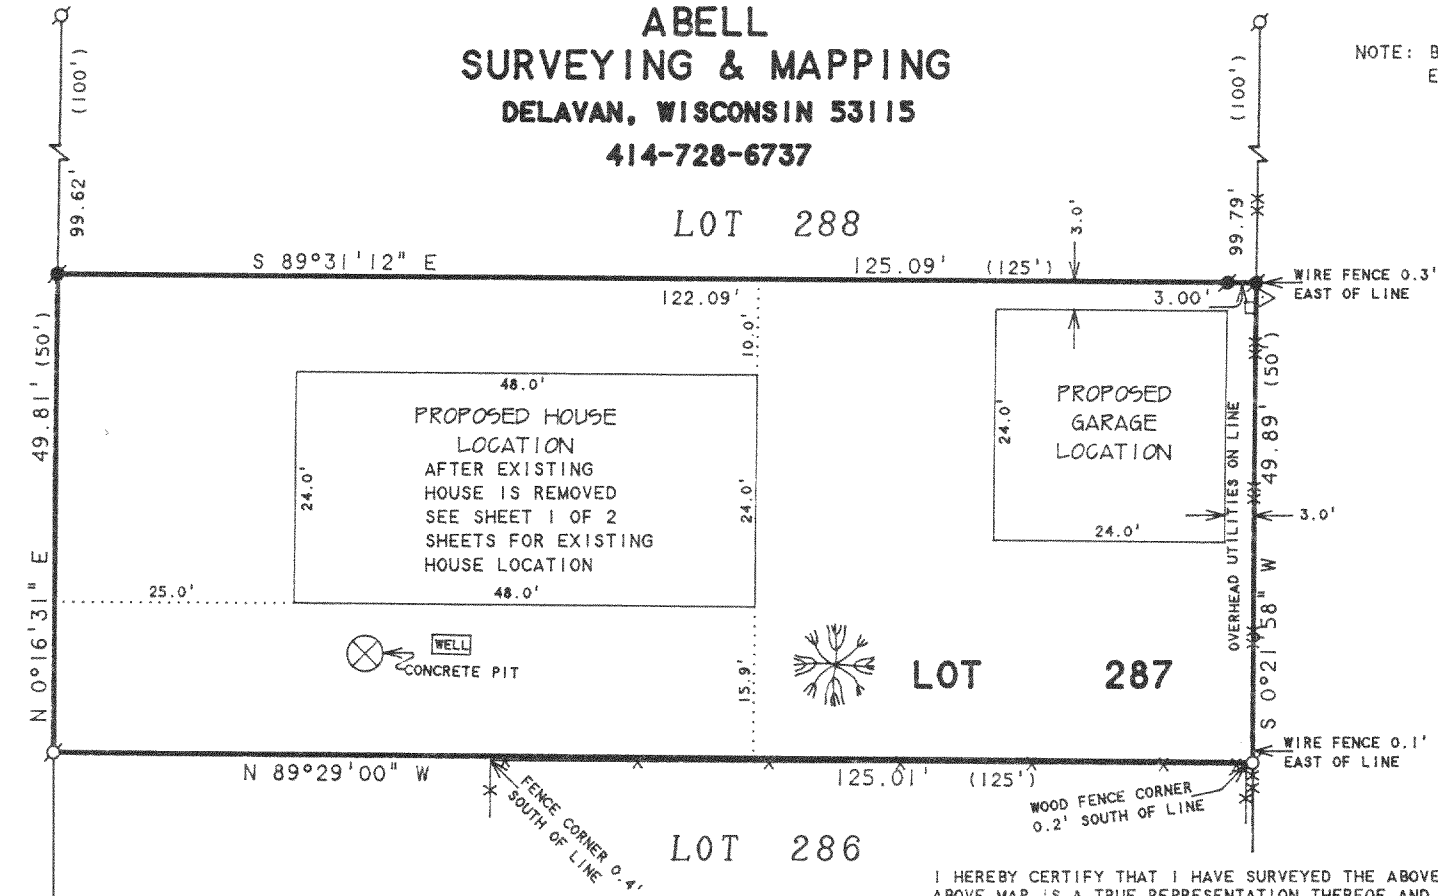 ABELL
SURVEYING & MAPPING
DELAVAN, WISCONSIN 53115
414-728-6737
NOTE: B
E
(100')
99.62'
(100')
99.79'
LOT 288
3.0'
S 89°31'12" E
125.09' (125')
122.09'
3.00'
WIRE FENCE 0.3'
EAST OF LINE
10.0'
49.81' (50')
N 0°16'31" E
48.0'
PROPOSED HOUSE
LOCATION
AFTER EXISTING
HOUSE IS REMOVED
SEE SHEET 1 OF 2
SHEETS FOR EXISTING
HOUSE LOCATION
48.0'
24.0'
24.0'
PROPOSED
GARAGE
LOCATION
24.0'
24.0'
OVERHEAD UTILITIES ON LINE
S 0°21'58" W 49.89' (50')
3.0'
25.0'
WELL
CONCRETE PIT
15.9'
LOT 287
WIRE FENCE 0.1'
EAST OF LINE
N 89°29'00" W
125.01' (125')
FENCE CORNER 0.4'
SOUTH OF LINE
WOOD FENCE CORNER
0.2' SOUTH OF LINE
LOT 286
I HEREBY CERTIFY THAT I HAVE SURVEYED THE ABOVE
ABOVE MAP IS A TRUE REPRESENTATION THEREOF AND